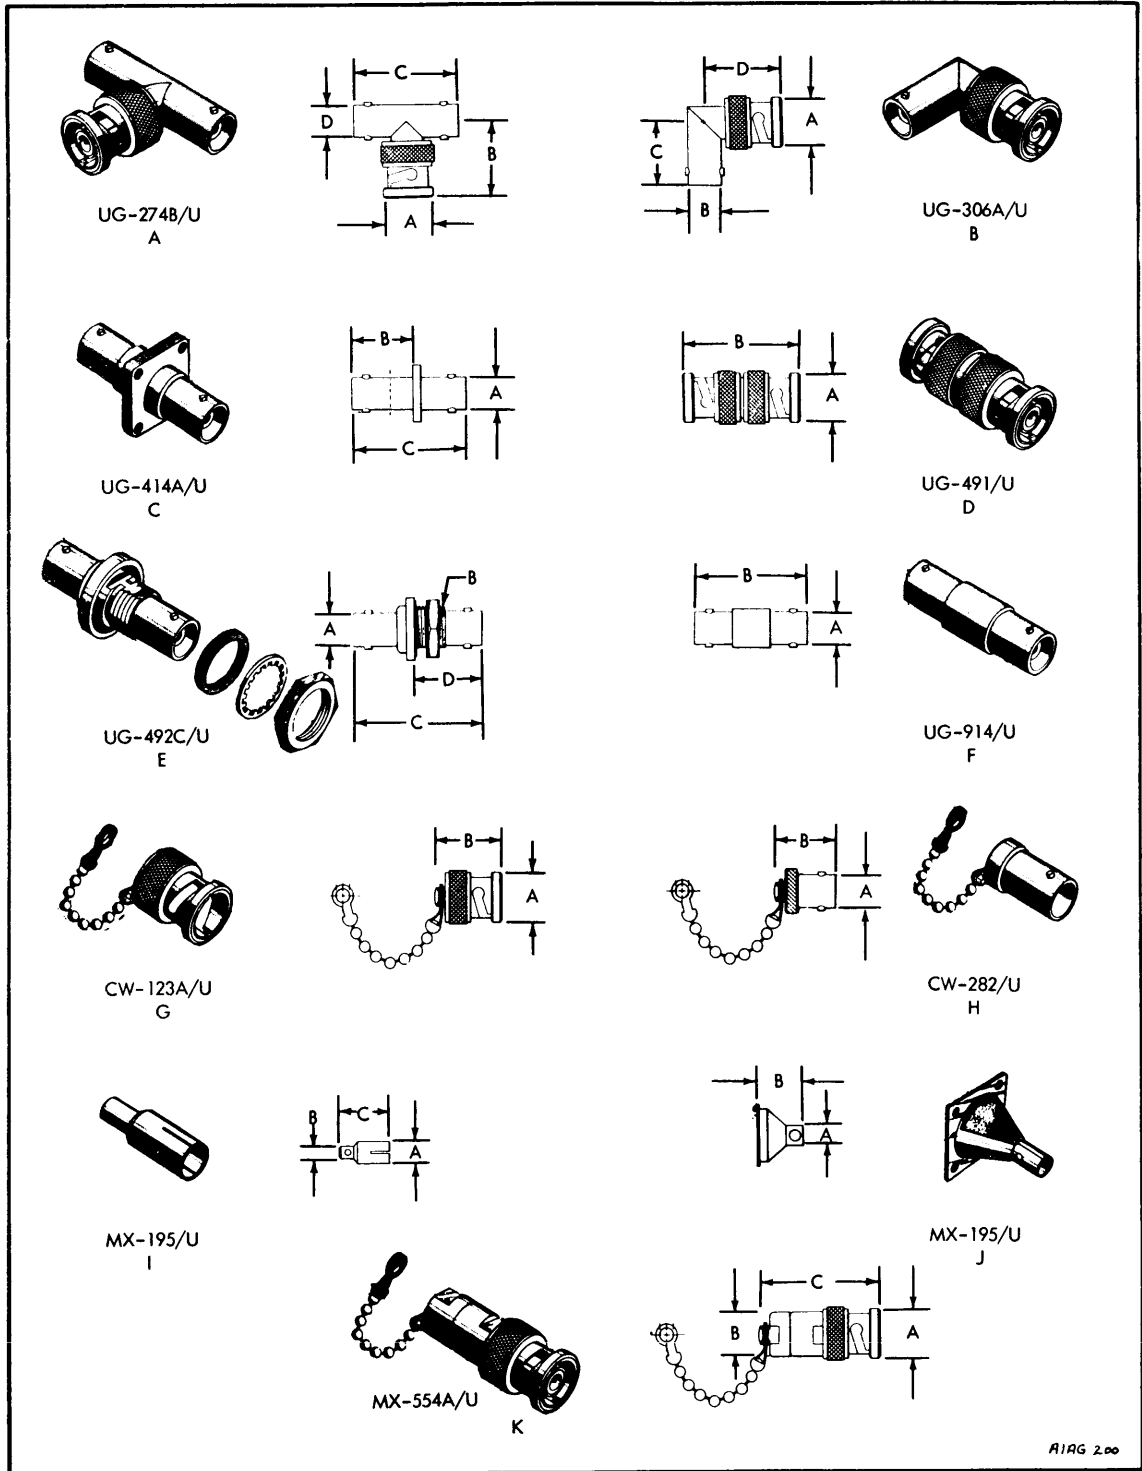 C
D
B
A
UG-274B/U
A
D
A
C
B
UG-306A/U
B
B
A
C
UG-414A/U
C
B
A
UG-491/U
D
B
A
D
C
UG-492C/U
E
B
A
UG-914/U
F
B
A
CW-123A/U
G
B
A
CW-282/U
H
B
C
A
MX-195/U
I
B
A
MX-195/U
J
MX-554A/U
K
C
B
A
AIAG 200